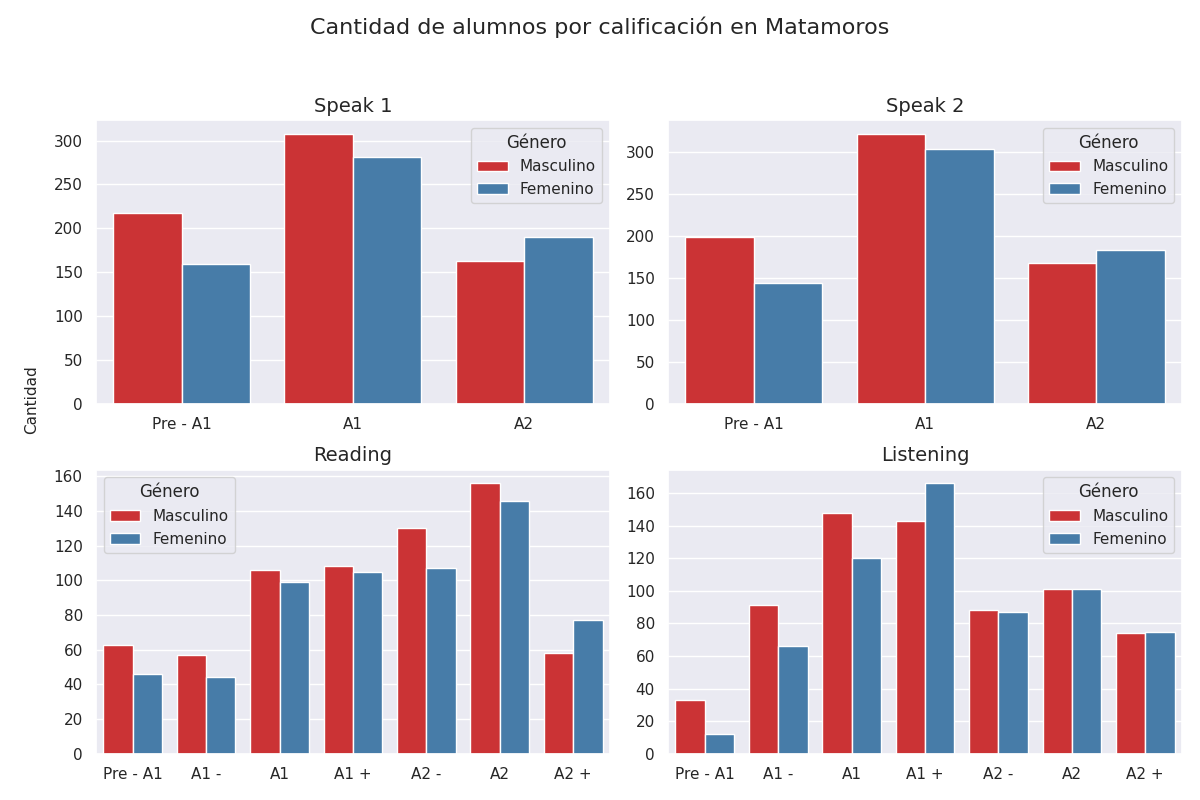 Cantidad de alumnos por calificación en Matamoros
Cantidad
Speak 1
300
250
200
150
100
50
0
Género
Masculino
Femenino
Pre - A1 A1 A2
Speak 2
300
250
200
150
100
50
0
Género
Masculino
Femenino
Pre - A1 A1 A2
Reading
160
140
120
100
80
60
40
20
0
Género
Masculino
Femenino
Pre - A1 A1 - A1 A1 + A2 - A2 A2 +
Listening
160
140
120
100
80
60
40
20
0
Género
Masculino
Femenino
Pre - A1 A1 - A1 A1 + A2 - A2 A2 +